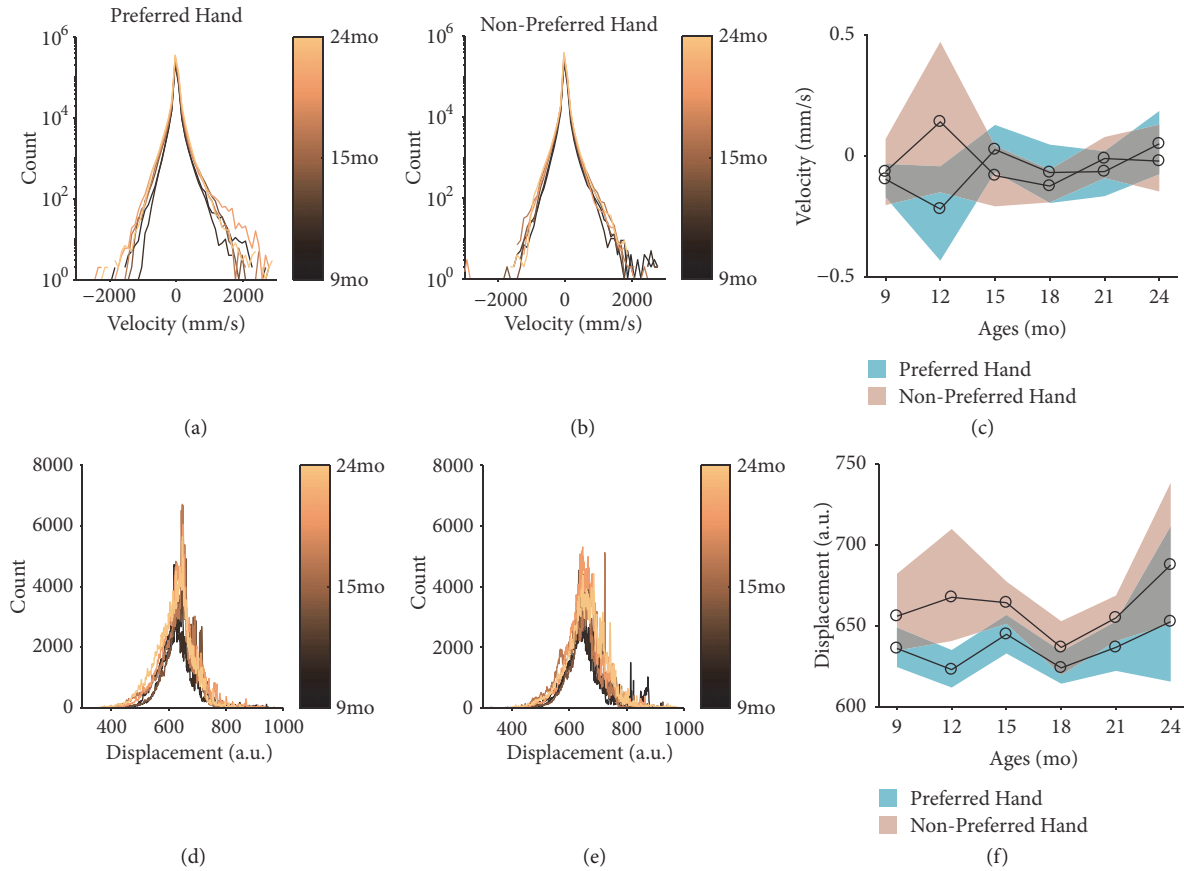 Preferred Hand
10^6
10^4
10^2
10^0
Count
−2000
0
2000
Velocity (mm/s)
24mo
15mo
9mo
(a)
Non-Preferred Hand
10^6
10^4
10^2
10^0
Count
−2000
0
2000
Velocity (mm/s)
24mo
15mo
9mo
(b)
0.5
0
−0.5
Velocity (mm/s)
9 12 15 18 21 24
Ages (mo)
Preferred Hand
Non-Preferred Hand
(c)
8000
6000
4000
2000
0
Count
400 600 800 1000
Displacement (a.u.)
24mo
15mo
9mo
(d)
8000
6000
4000
2000
0
Count
400 600 800 1000
Displacement (a.u.)
24mo
15mo
9mo
(e)
750
700
650
600
Displacement (a.u.)
9 12 15 18 21 24
Ages (mo)
Preferred Hand
Non-Preferred Hand
(f)